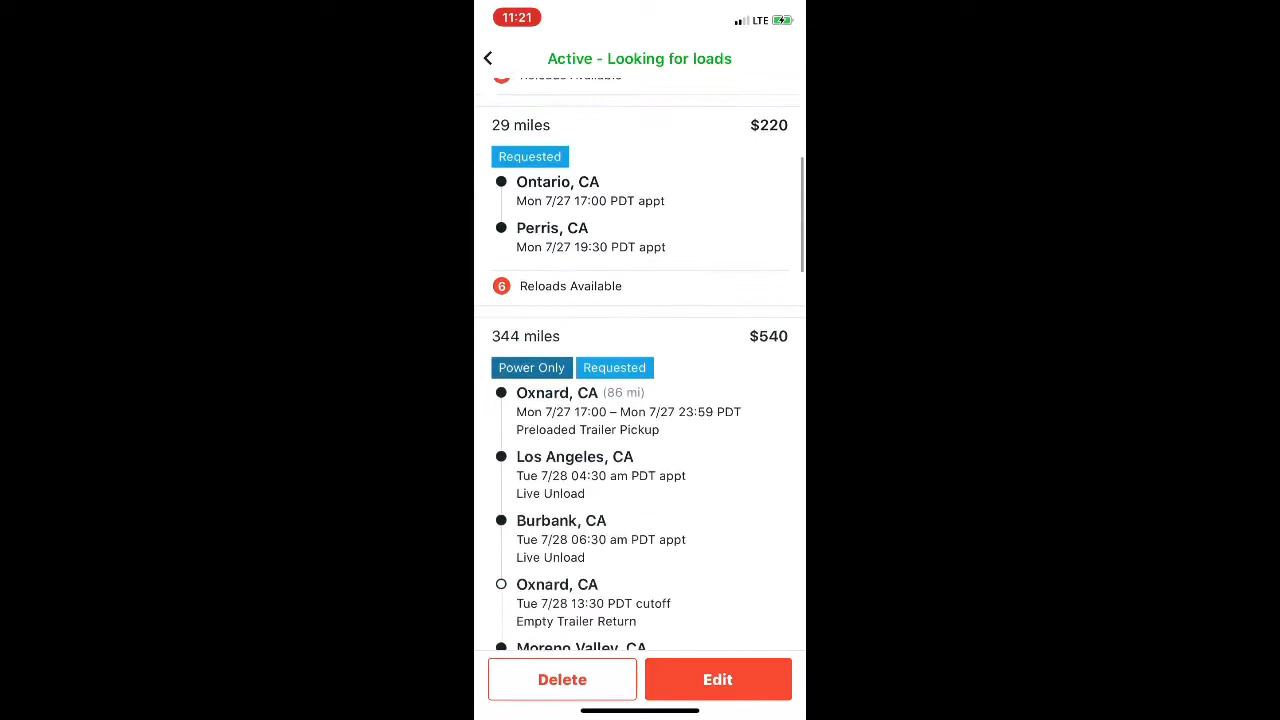 11:21
LTE
Active - Looking for loads
Reloads Available
29 miles
$220
Requested
Ontario, CA
Mon 7/27 17:00 PDT appt
Perris, CA
Mon 7/27 19:30 PDT appt
6 Reloads Available
344 miles
$540
Power Only Requested
Oxnard, CA (86 mi)
Mon 7/27 17:00 – Mon 7/27 23:59 PDT
Preloaded Trailer Pickup
Los Angeles, CA
Tue 7/28 04:30 am PDT appt
Live Unload
Burbank, CA
Tue 7/28 06:30 am PDT appt
Live Unload
Oxnard, CA
Tue 7/28 13:30 PDT cutoff
Empty Trailer Return
Moreno Valley, CA
Delete
Edit